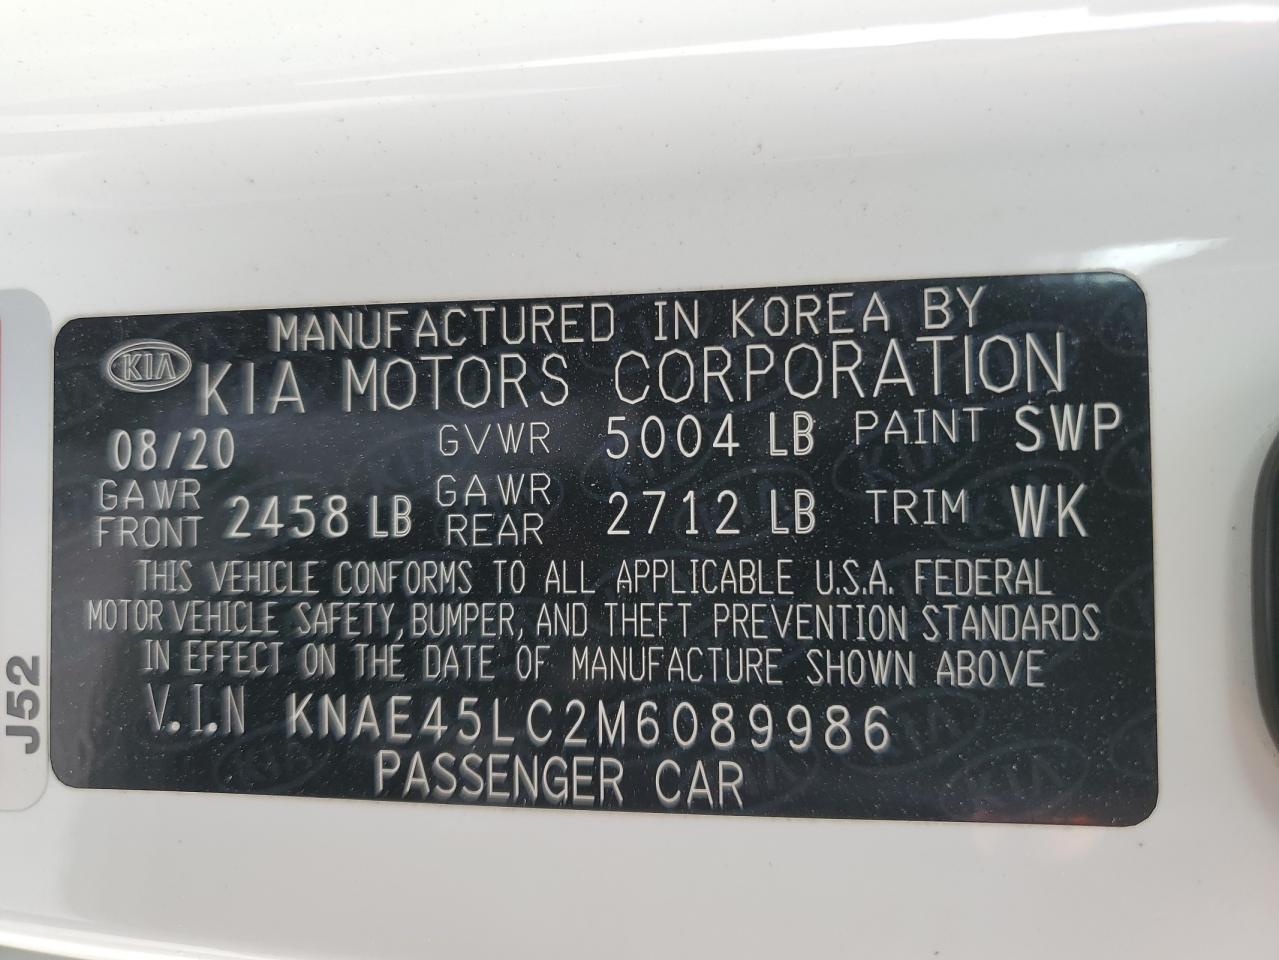 MANUFACTURED IN KOREA BY
KIA
KIA MOTORS CORPORATION
08/20 GVWR 5004 LB PAINT SWP
GAWR FRONT 2458 LB GAWR REAR 2712 LB TRIM WK
THIS VEHICLE CONFORMS TO ALL APPLICABLE U.S.A. FEDERAL
MOTOR VEHICLE SAFETY, BUMPER, AND THEFT PREVENTION STANDARDS
IN EFFECT ON THE DATE OF MANUFACTURE SHOWN ABOVE
V.I.N KNAE45LC2M6089986
PASSENGER CAR
J52